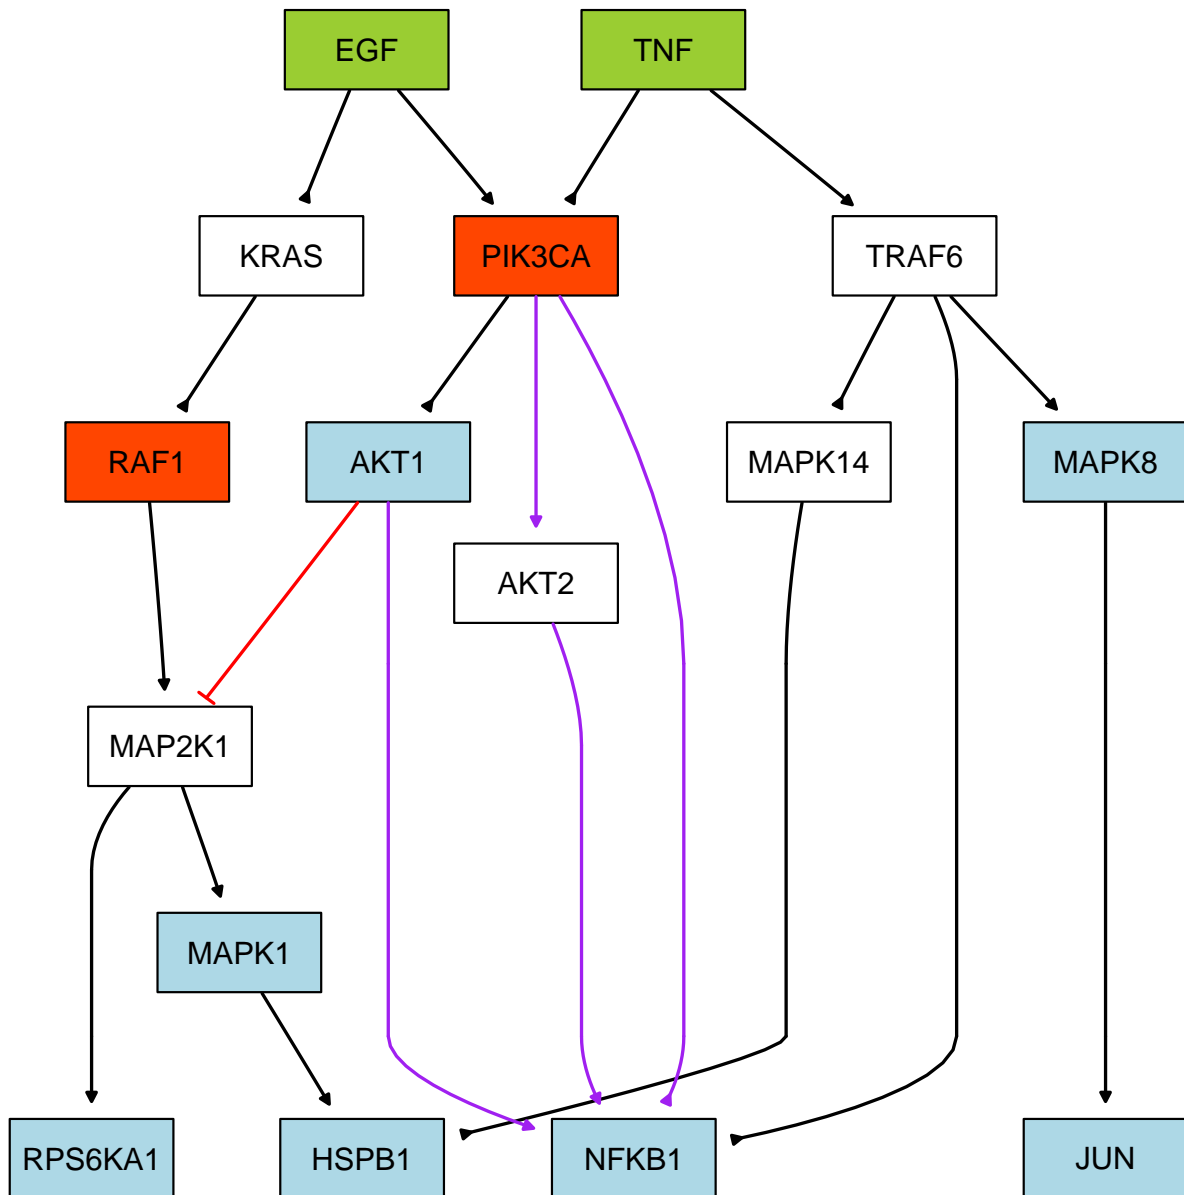 EGF
TNF
KRAS
PIK3CA
TRAF6
RAF1
AKT1
MAPK14
MAPK8
AKT2
MAP2K1
MAPK1
RPS6KA1
HSPB1
NFKB1
JUN